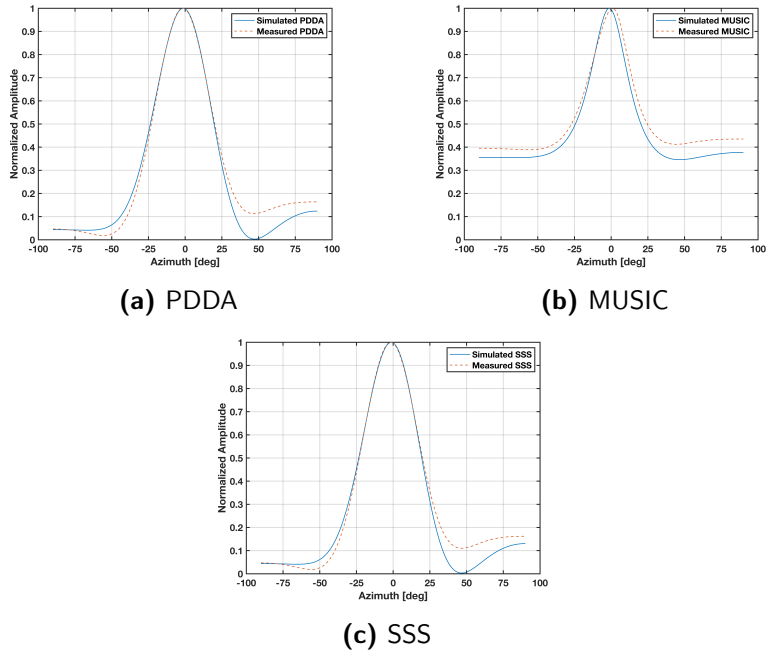 Simulated PDDA
Measured PDDA
Normalized Amplitude
1
0.9
0.8
0.7
0.6
0.5
0.4
0.3
0.2
0.1
0
-100 -75 -50 -25 0 25 50 75 100
Azimuth [deg]
(a) PDDA
Simulated MUSIC
Measured MUSIC
Normalized Amplitude
1
0.9
0.8
0.7
0.6
0.5
0.4
0.3
0.2
0.1
0
-100 -75 -50 -25 0 25 50 75 100
Azimuth [deg]
(b) MUSIC
Simulated SSS
Measured SSS
Normalized Amplitude
1
0.9
0.8
0.7
0.6
0.5
0.4
0.3
0.2
0.1
0
-100 -75 -50 -25 0 25 50 75 100
Azimuth [deg]
(c) SSS